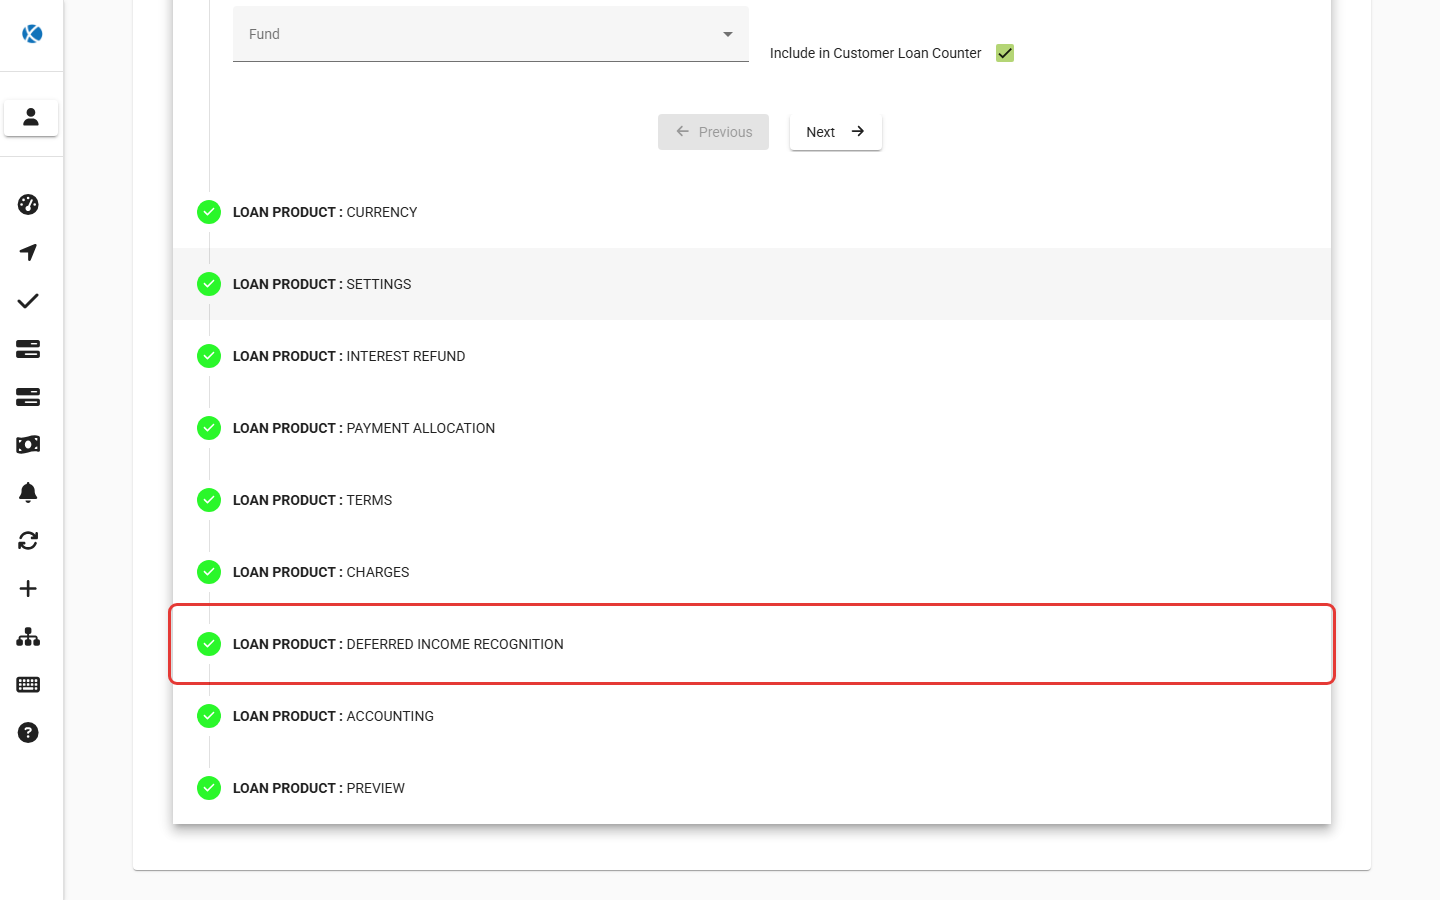 Fund
Include in Customer Loan Counter
Previous
Next
LOAN PRODUCT : CURRENCY
LOAN PRODUCT : SETTINGS
LOAN PRODUCT : INTEREST REFUND
LOAN PRODUCT : PAYMENT ALLOCATION
LOAN PRODUCT : TERMS
LOAN PRODUCT : CHARGES
LOAN PRODUCT : DEFERRED INCOME RECOGNITION
LOAN PRODUCT : ACCOUNTING
LOAN PRODUCT : PREVIEW